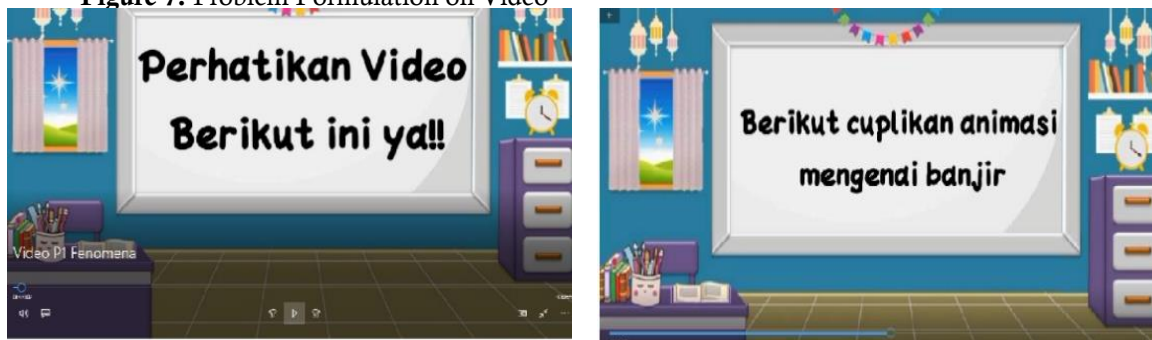 Figure 7. Problem Formulation on Video
Perhatikan Video
Berikut ini ya!!
Video P1 Fenomena
Berikut cuplikan animasi
mengenai banjir